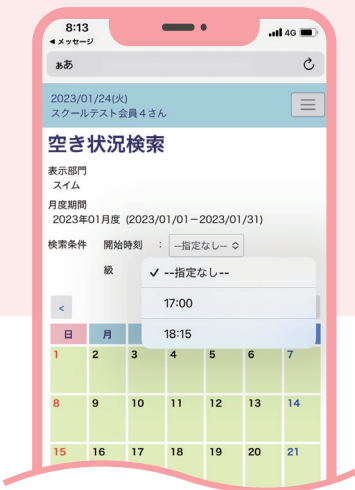 8:13
4G
◀ メッセージ
ぁあ
2023/01/24(火)
スクールテスト会員4さん
空き状況検索
表示部門
スイム
月度期間
2023年01月度 (2023/01/01-2023/01/31)
検索条件 開始時刻 : --指定なし--
級
✓ --指定なし--
17:00
18:15
<
日 月
1 2 3 4 5 6 7
8 9 10 11 12 13 14
15 16 17 18 19 20 21